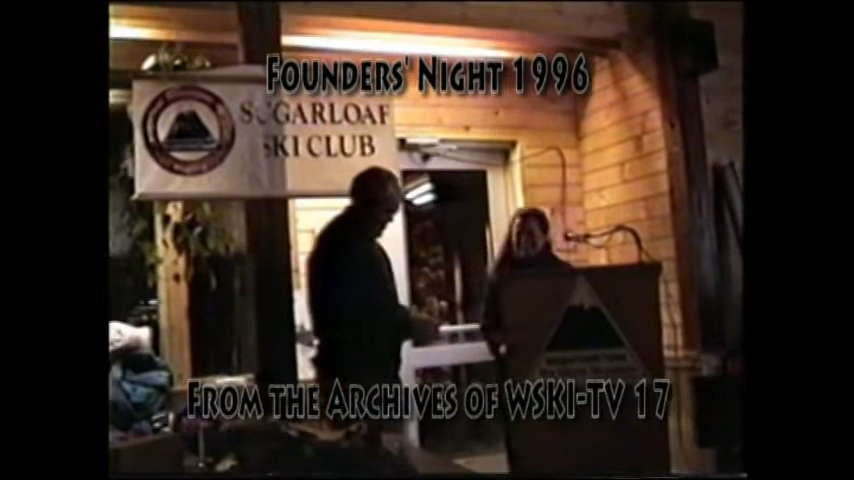 FOUNDERS' NIGHT 1996
SUGARLOAF
SKI CLUB
FROM THE ARCHIVES OF WSKI-TV 17